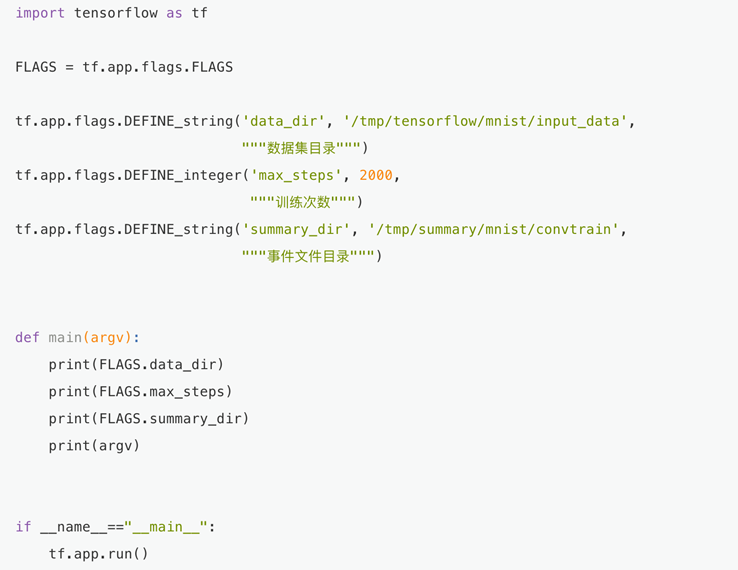 import tensorflow as tf
FLAGS = tf.app.flags.FLAGS
tf.app.flags.DEFINE_string('data_dir', '/tmp/tensorflow/mnist/input_data',
"""数据集目录""")
tf.app.flags.DEFINE_integer('max_steps', 2000,
"""训练次数""")
tf.app.flags.DEFINE_string('summary_dir', '/tmp/summary/mnist/convtrain',
"""事件文件目录""")
def main(argv):
    print(FLAGS.data_dir)
    print(FLAGS.max_steps)
    print(FLAGS.summary_dir)
    print(argv)
if __name__=="__main__":
    tf.app.run()